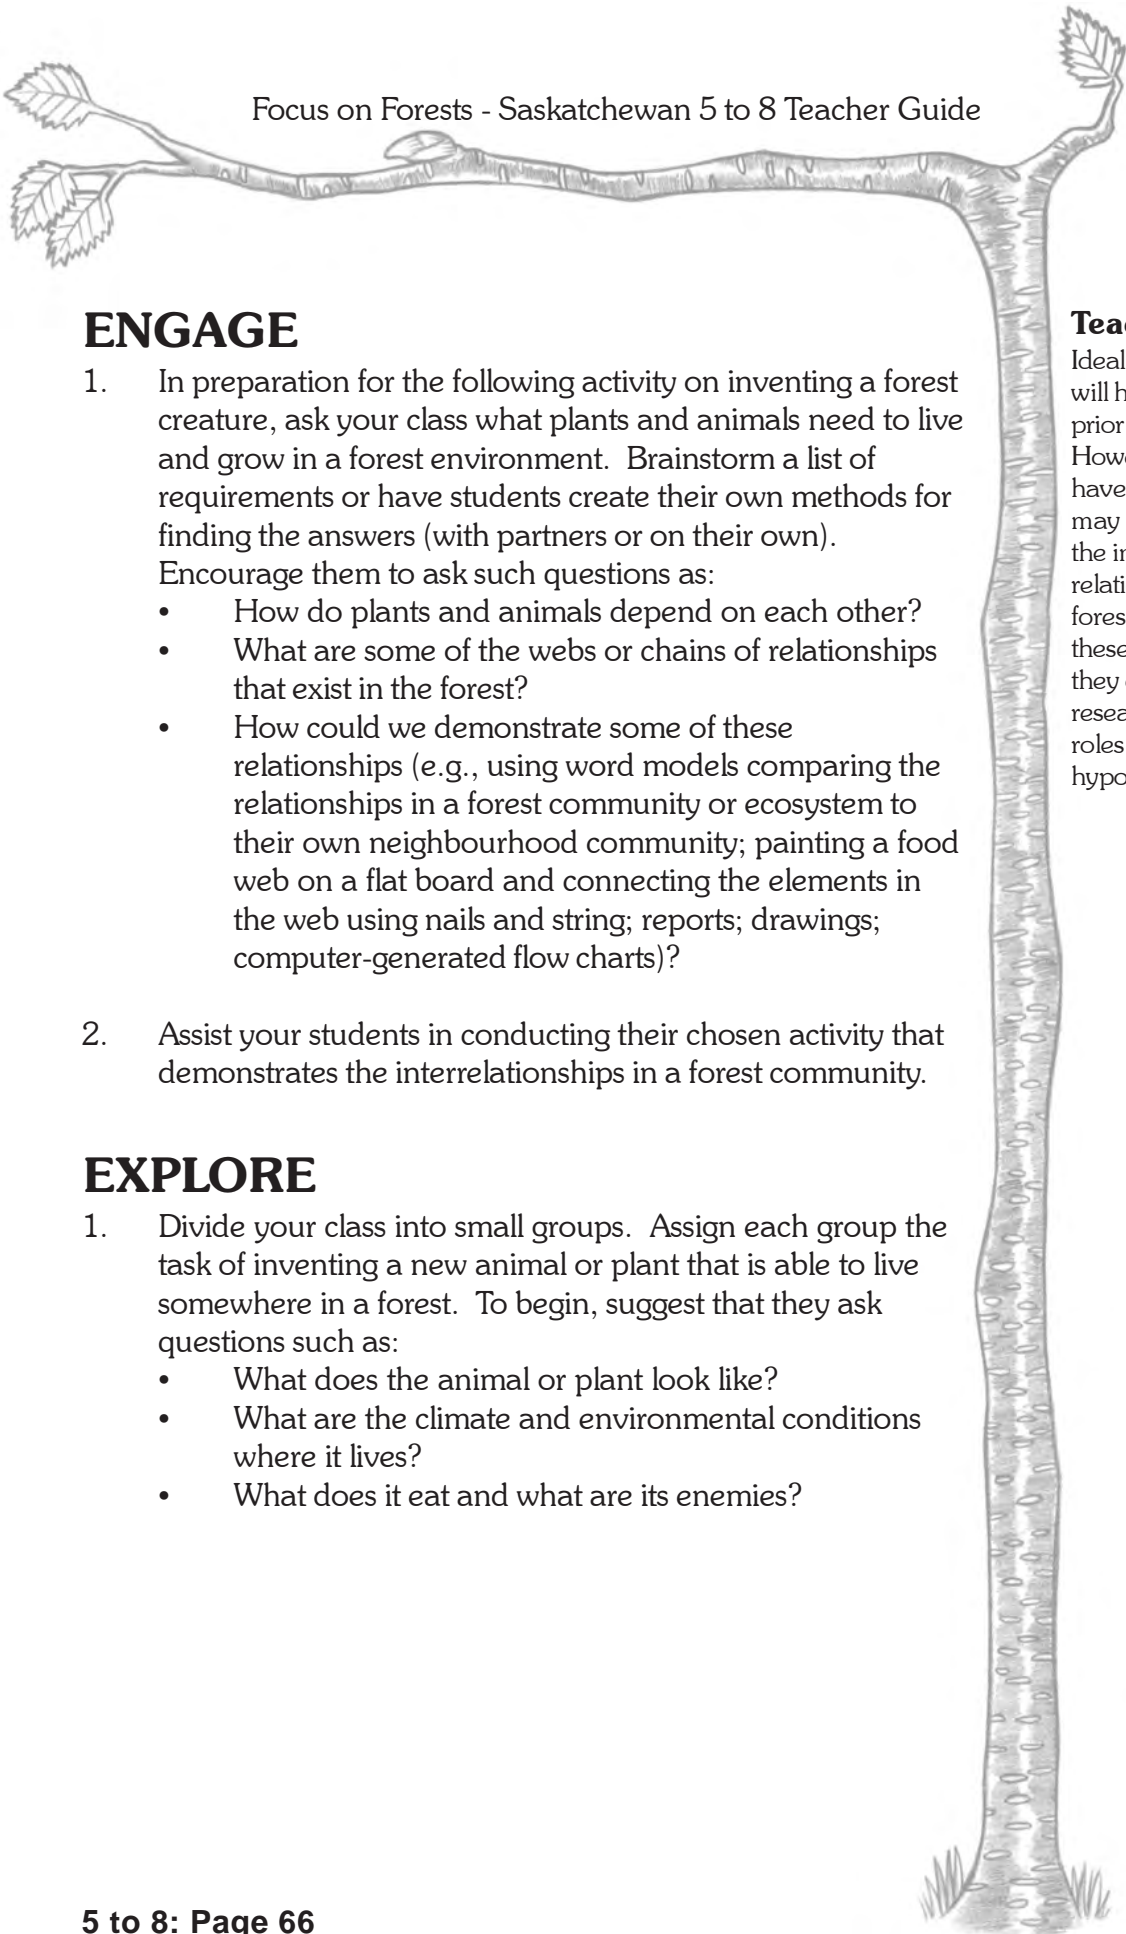 Focus on Forests - Saskatchewan 5 to 8 Teacher Guide
ENGAGE
1. In preparation for the following activity on inventing a forest
creature, ask your class what plants and animals need to live
and grow in a forest environment. Brainstorm a list of
requirements or have students create their own methods for
finding the answers (with partners or on their own).
Encourage them to ask such questions as:
• How do plants and animals depend on each other?
• What are some of the webs or chains of relationships
that exist in the forest?
• How could we demonstrate some of these
relationships (e.g., using word models comparing the
relationships in a forest community or ecosystem to
their own neighbourhood community; painting a food
web on a flat board and connecting the elements in
the web using nails and string; reports; drawings;
computer-generated flow charts)?
2. Assist your students in conducting their chosen activity that
demonstrates the interrelationships in a forest community.
EXPLORE
1. Divide your class into small groups. Assign each group the
task of inventing a new animal or plant that is able to live
somewhere in a forest. To begin, suggest that they ask
questions such as:
• What does the animal or plant look like?
• What are the climate and environmental conditions
where it lives?
• What does it eat and what are its enemies?
Ideal
will
prior
have
may
the
these
they
roles
5 to 8: Page 66